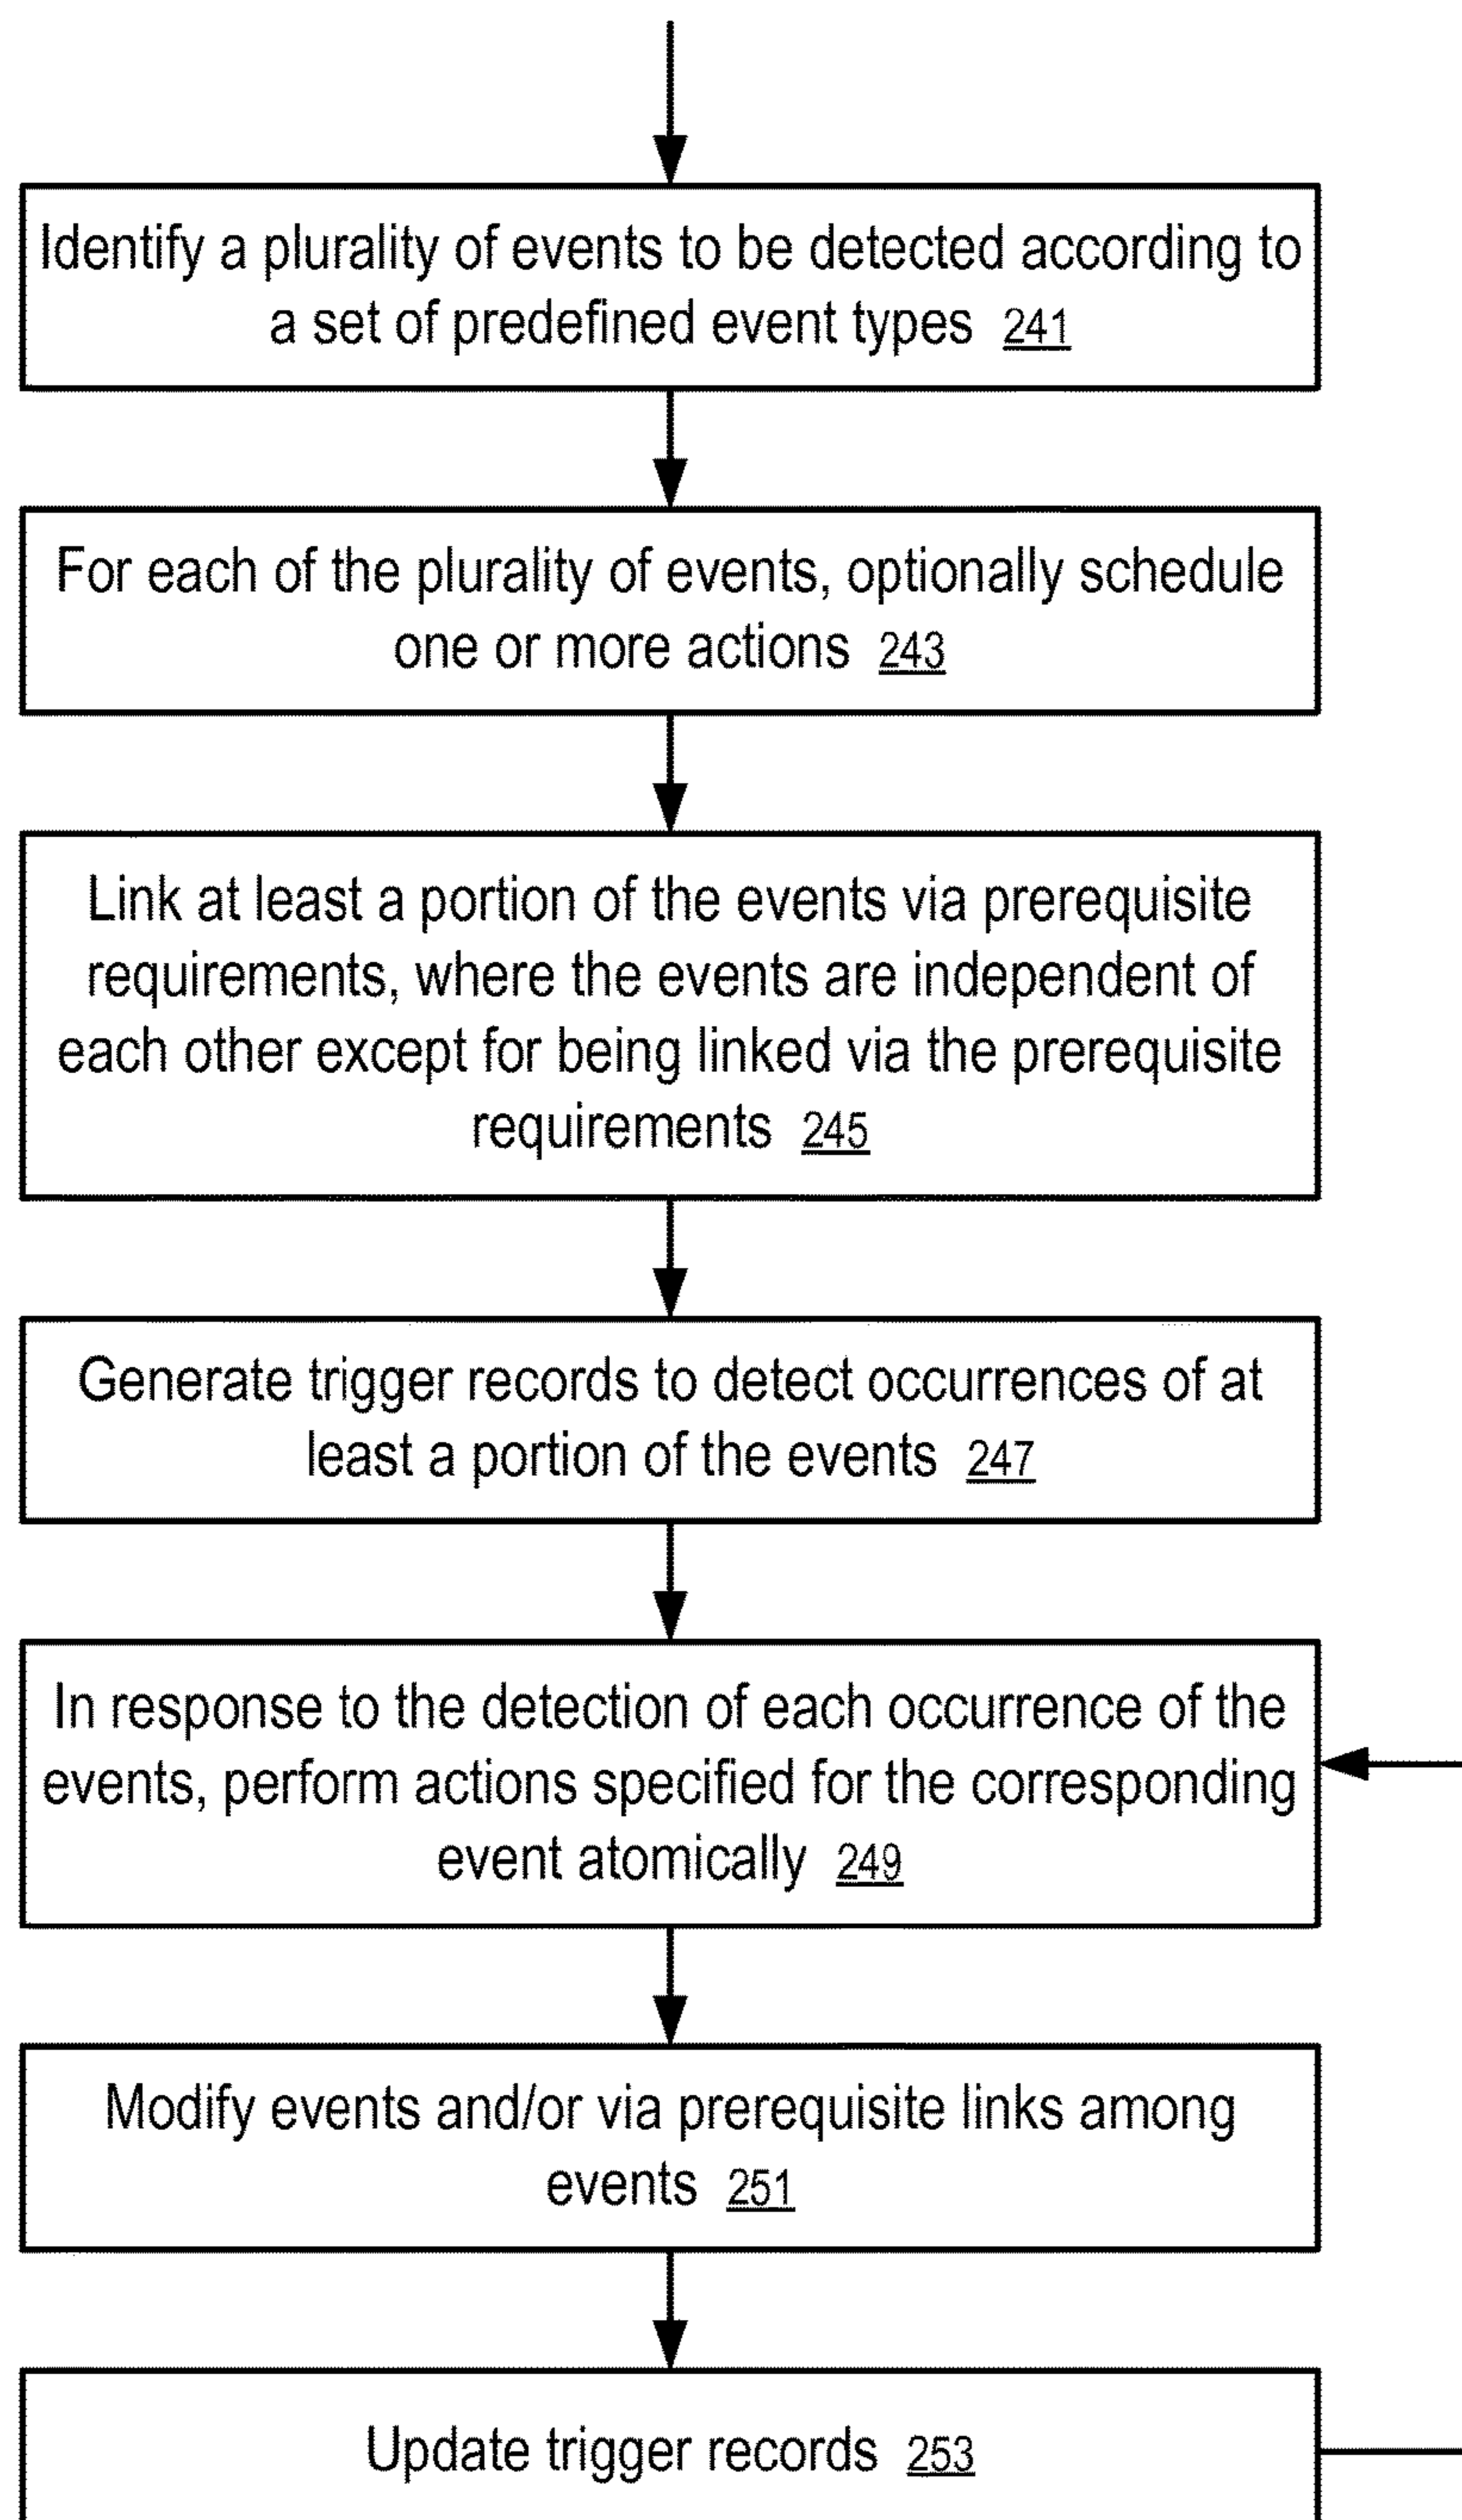 Identify a plurality of events to be detected according to
a set of predefined event types 241
For each of the plurality of events, optionally schedule
one or more actions 243
Link at least a portion of the events via prerequisite
requirements, where the events are independent of
each other except for being linked via the prerequisite
requirements 245
Generate trigger records to detect occurrences of at
least a portion of the events 247
In response to the detection of each occurrence of the
events, perform actions specified for the corresponding
event atomically 249
Modify events and/or via prerequisite links among
events 251
Update trigger records 253